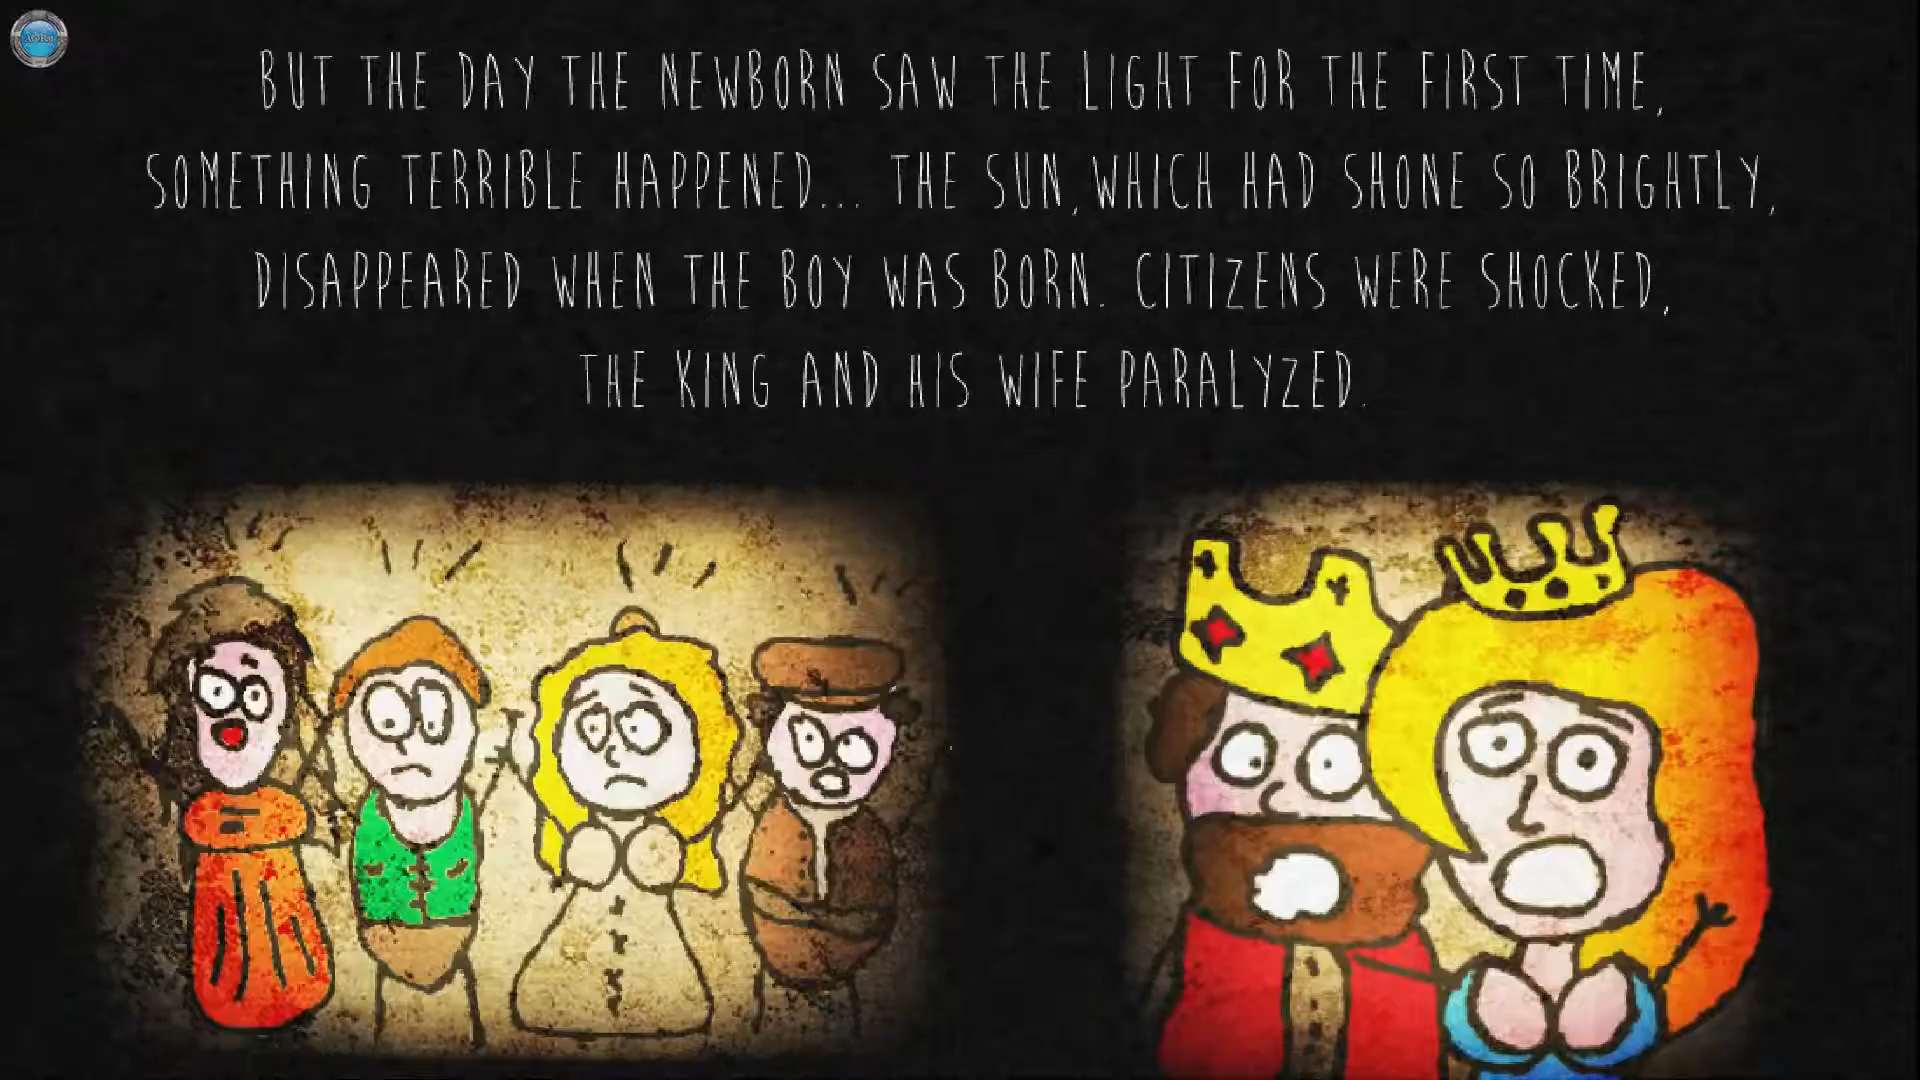 BUT THE DAY THE NEWBORN SAW THE LIGHT FOR THE FIRST TIME,
SOMETHING TERRIBLE HAPPENED... THE SUN, WHICH HAD SHONE SO BRIGHTLY,
DISAPPEARED WHEN THE BOY WAS BORN. CITIZENS WERE SHOCKED,
THE KING AND HIS WIFE PARALYZED.